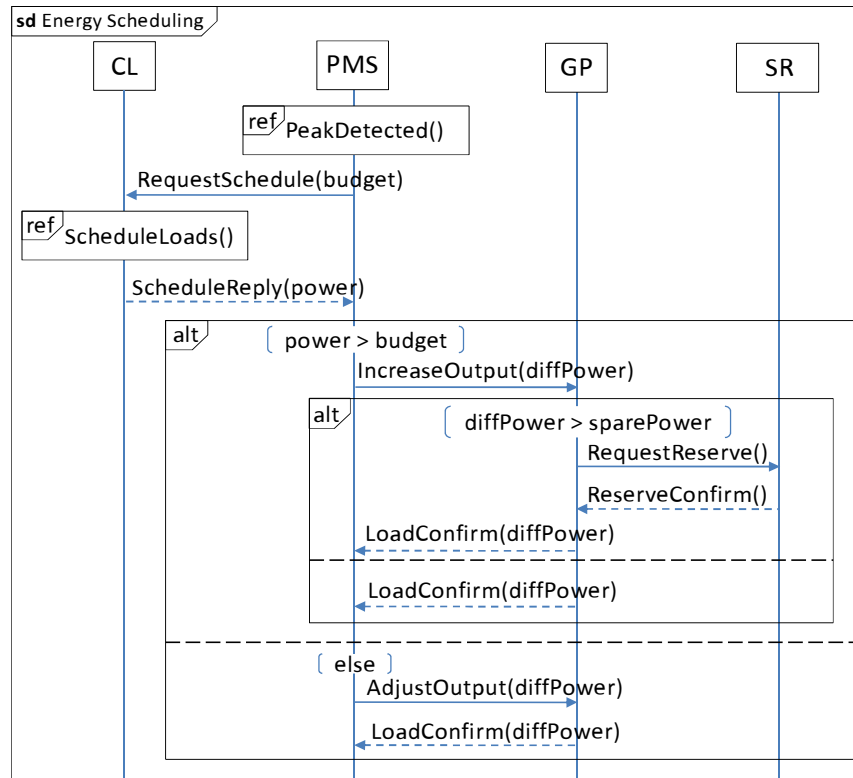 sd Energy Scheduling
CL
PMS
GP
SR
ref
PeakDetected()
RequestSchedule(budget)
ref
ScheduleLoads()
ScheduleReply(power)
alt
[ power > budget ]
IncreaseOutput(diffPower)
alt
[ diffPower > sparePower ]
RequestReserve()
ReserveConfirm()
LoadConfirm(diffPower)
LoadConfirm(diffPower)
[ else ]
AdjustOutput(diffPower)
LoadConfirm(diffPower)